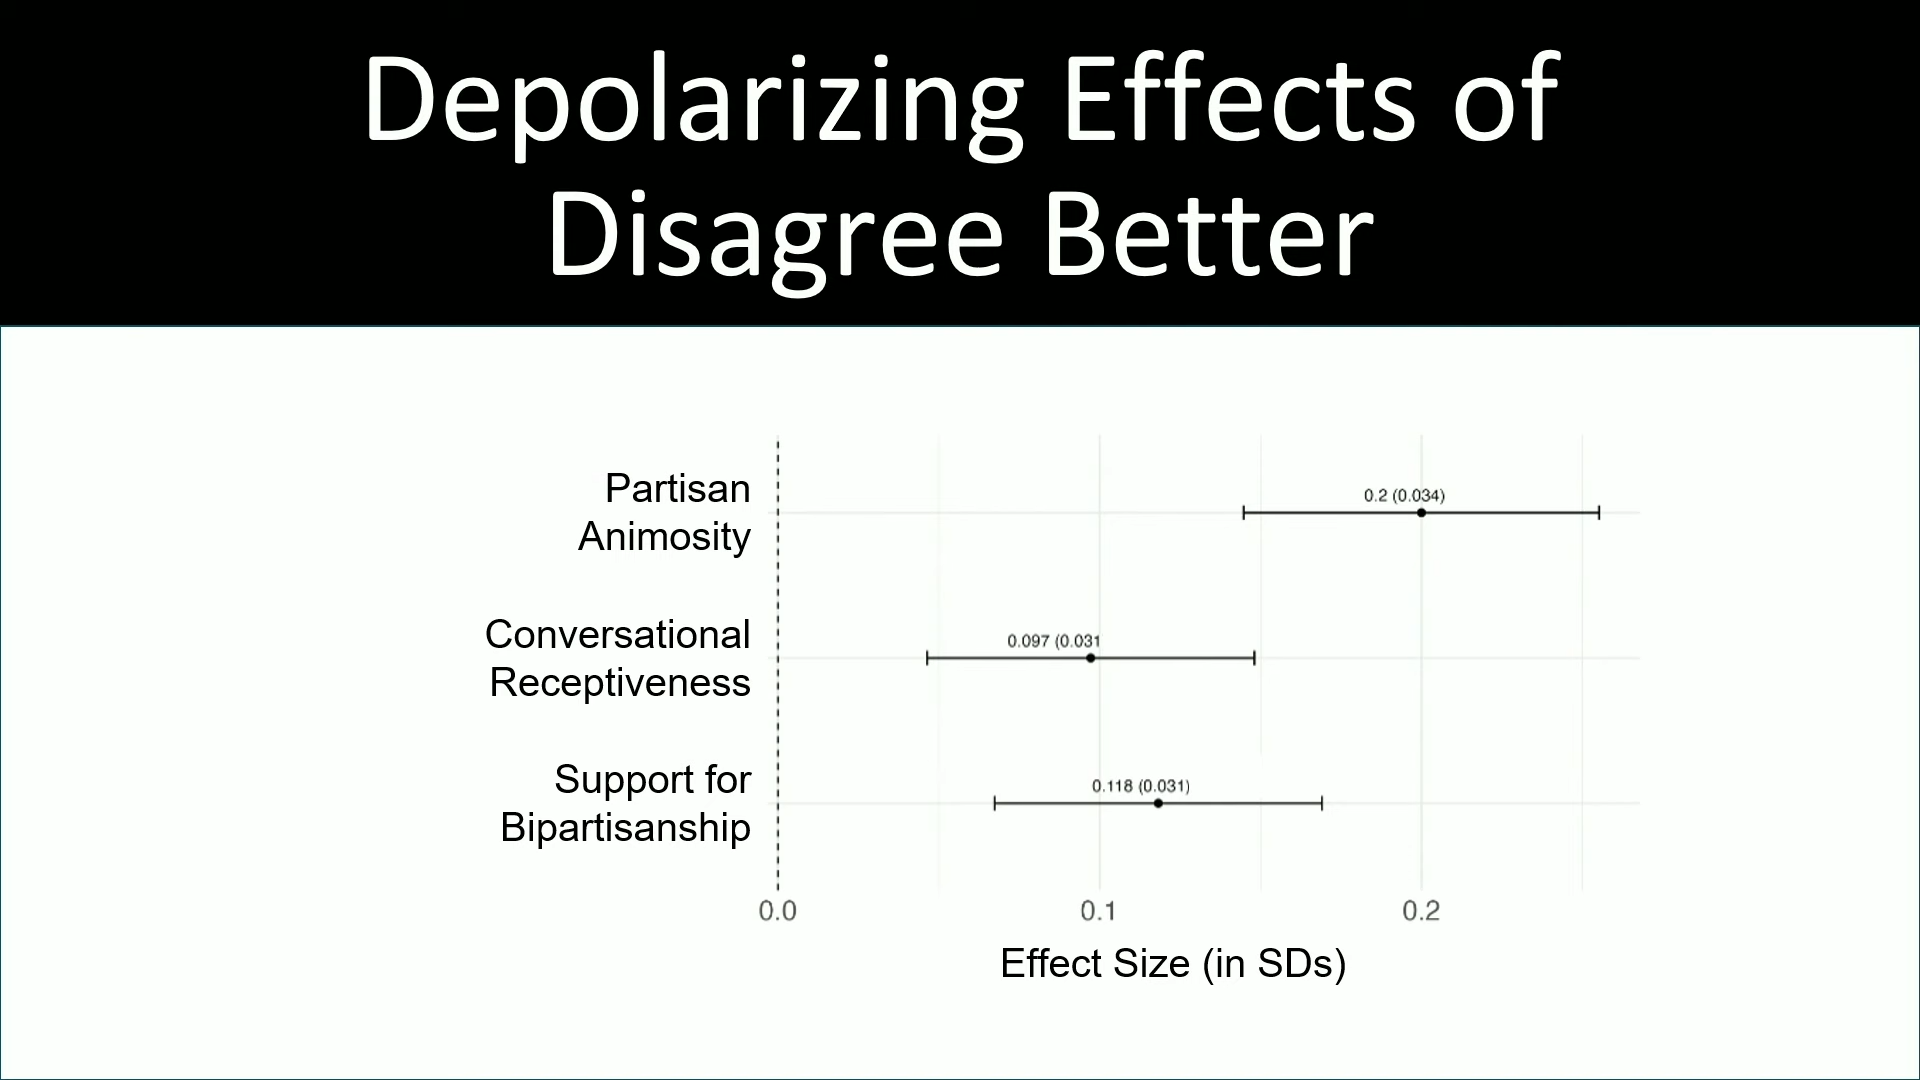 Depolarizing Effects of
Disagree Better
Partisan
Animosity
0.2 (0.034)
Conversational
Receptiveness
0.097 (0.031
Support for
Bipartisanship
0.118 (0.031)
0.0
0.1
0.2
Effect Size (in SDs)